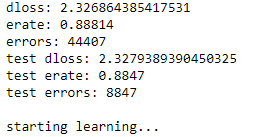 dloss: 2.326864385417531
erate: 0.88814
errors: 44407
test dloss: 2.3279389390450325
test erate: 0.8847
test errors: 8847
starting learning...